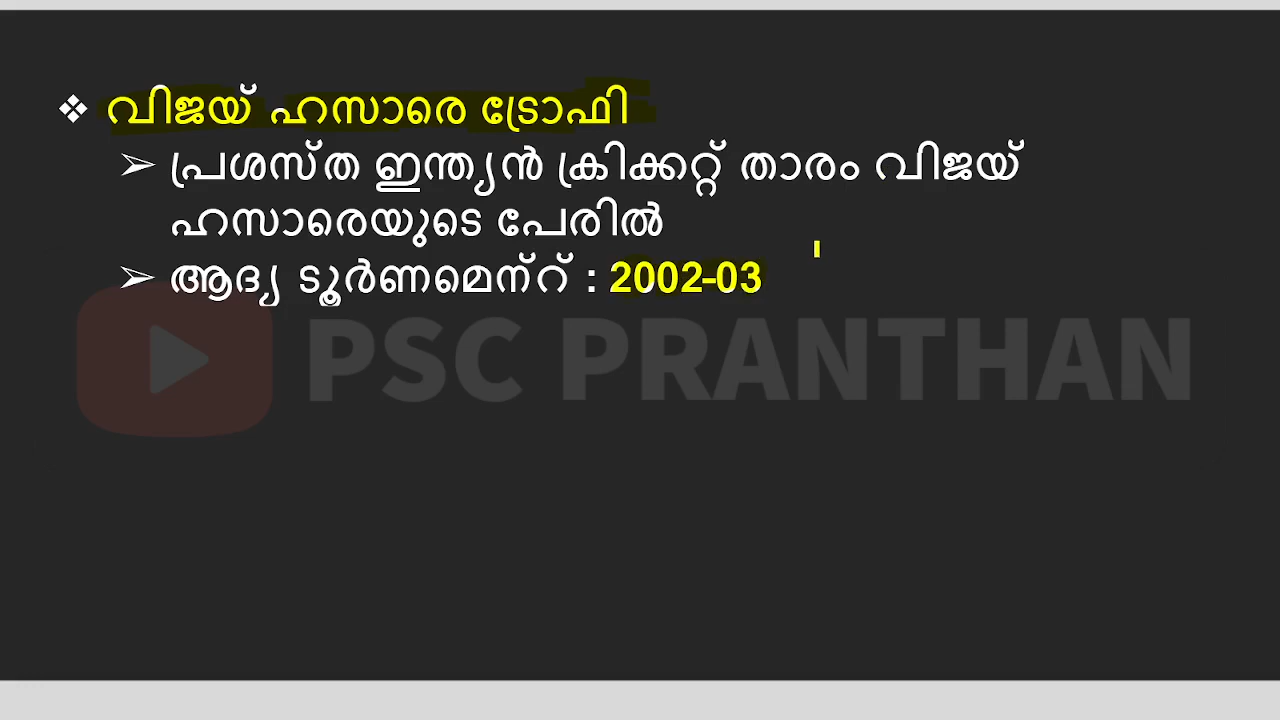 ❖ വിജയ് ഹസാരെ ട്രോഫി
➢ പ്രശസ്ത ഇന്ത്യൻ ക്രിക്കറ്റ് താരം വിജയ്
ഹസാരെയുടെ പേരിൽ
➢ ആദ്യ ടൂർണമെന്റ് : 2002-03
PSC PRANTHAN